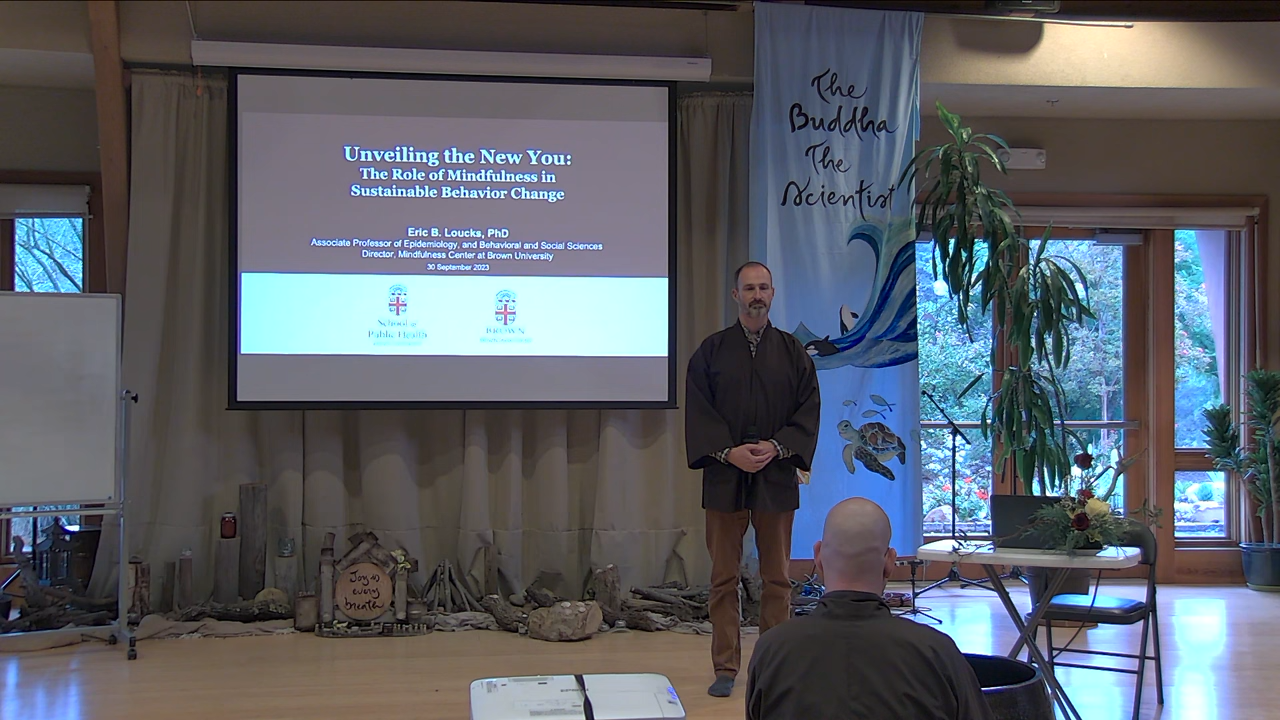 Unveiling the New You:
The Role of Mindfulness in
Sustainable Behavior Change
Eric B. Loucks, PhD
Associate Professor of Epidemiology, and Behavioral and Social Sciences
Director, Mindfulness Center at Brown University
30 September 2023
School of
Public Health
BROWN
The
Buddha
The
Scientist
Joy is
every
breath